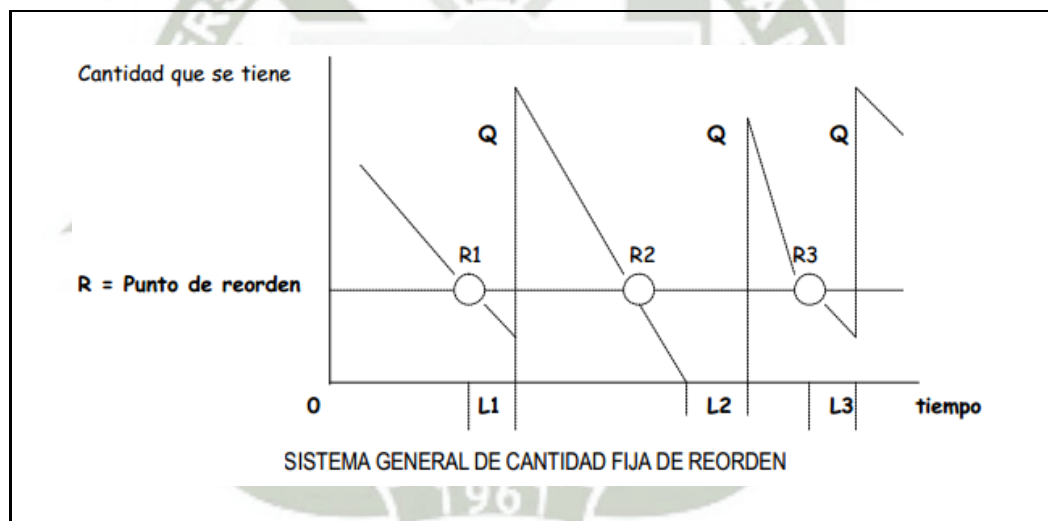 Cantidad que se tiene
Q Q Q
R1 R2 R3
R = Punto de reorden
0 L1 L2 L3 tiempo
SISTEMA GENERAL DE CANTIDAD FIJA DE REORDEN
196